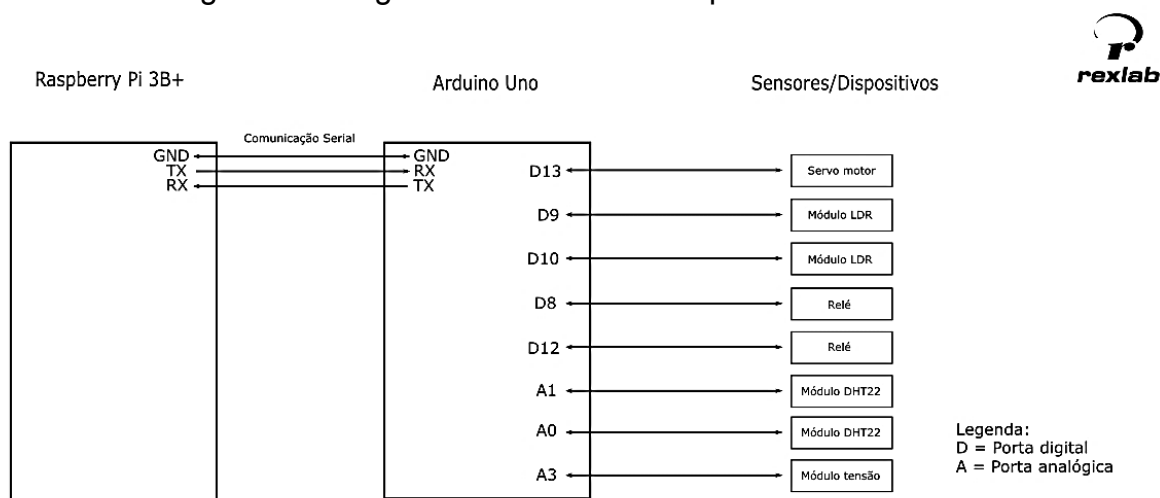 rexlab
Raspberry Pi 3B+
Arduino Uno
Sensores/Dispositivos
Comunicação Serial
GND
TX
RX
GND
RX
TX
D13
D9
D10
D8
D12
A1
A0
A3
Servo motor
Módulo LDR
Módulo LDR
Relé
Relé
Módulo DHT22
Módulo DHT22
Módulo tensão
Legenda:
D = Porta digital
A = Porta analógica